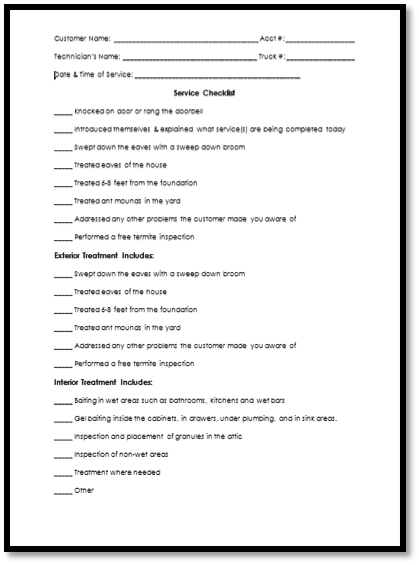 Customer Name: ______________________________ Acct #:______________
Technician's Name: ____________________________ Truck #: ______________
Date & Time of Service: __________________________________
Service Checklist
_____ Knocked on door or rang the doorbell
_____ Introduced themselves & explained what service(s) are being completed today
_____ Swept down the eaves with a sweep down broom
_____ Treated eaves of the house
_____ Treated 6-8 feet from the foundation
_____ Treated ant mounds in the yard
_____ Addressed any other problems the customer made you aware of
_____ Performed a free termite inspection
Exterior Treatment Includes:
_____ Swept down the eaves with a sweep down broom
_____ Treated eaves of the house
_____ Treated 6-8 feet from the foundation
_____ Treated ant mounds in the yard
_____ Addressed any other problems the customer made you aware of
_____ Performed a free termite inspection
Interior Treatment Includes:
_____ Baiting in wet areas such as bathrooms, kitchens and wet bars
_____ Gel baiting inside the cabinets, in drawers, under plumbing, and in sink areas.
_____ Inspection and placement of granules in the attic
_____ Inspection of non-wet areas
_____ Treatment where needed
_____ Other